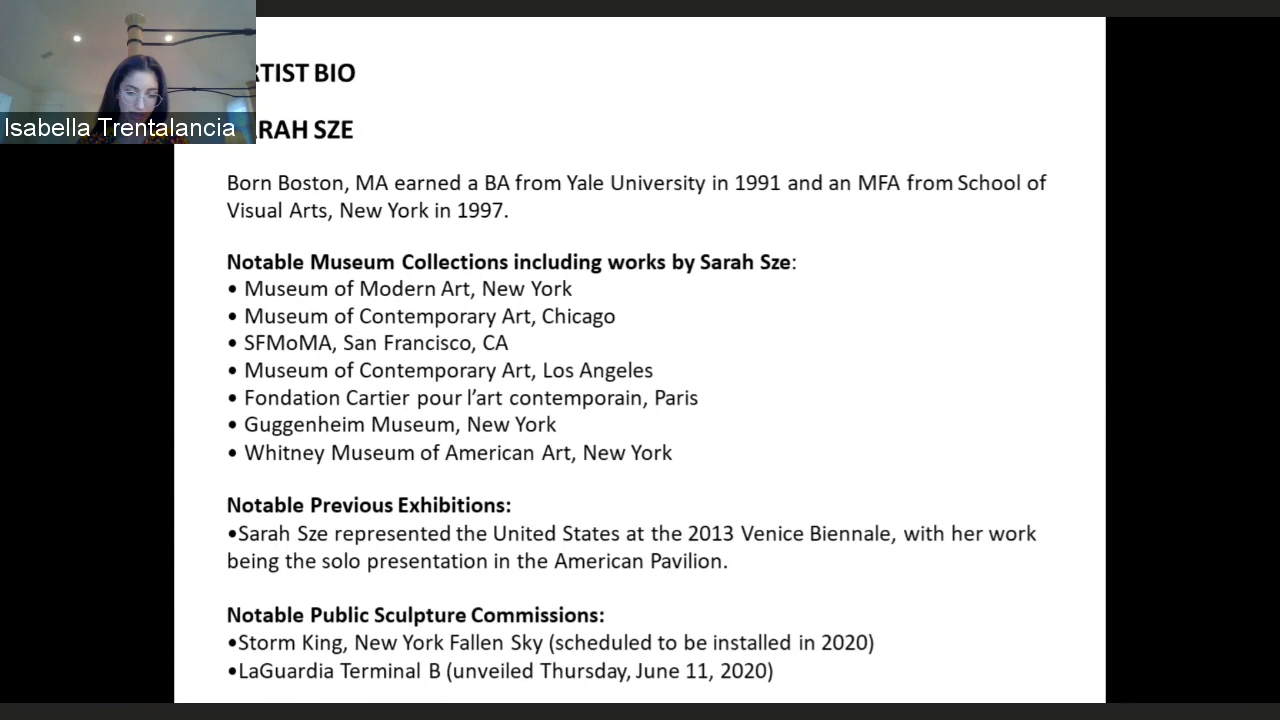 RTIST BIO
Isabella Trentalancia
ARAH SZE
Born Boston, MA earned a BA from Yale University in 1991 and an MFA from School of
Visual Arts, New York in 1997.
Notable Museum Collections including works by Sarah Sze:
• Museum of Modern Art, New York
• Museum of Contemporary Art, Chicago
• SFMoMA, San Francisco, CA
• Museum of Contemporary Art, Los Angeles
• Fondation Cartier pour l’art contemporain, Paris
• Guggenheim Museum, New York
• Whitney Museum of American Art, New York
Notable Previous Exhibitions:
•Sarah Sze represented the United States at the 2013 Venice Biennale, with her work
being the solo presentation in the American Pavilion.
Notable Public Sculpture Commissions:
•Storm King, New York Fallen Sky (scheduled to be installed in 2020)
•LaGuardia Terminal B (unveiled Thursday, June 11, 2020)